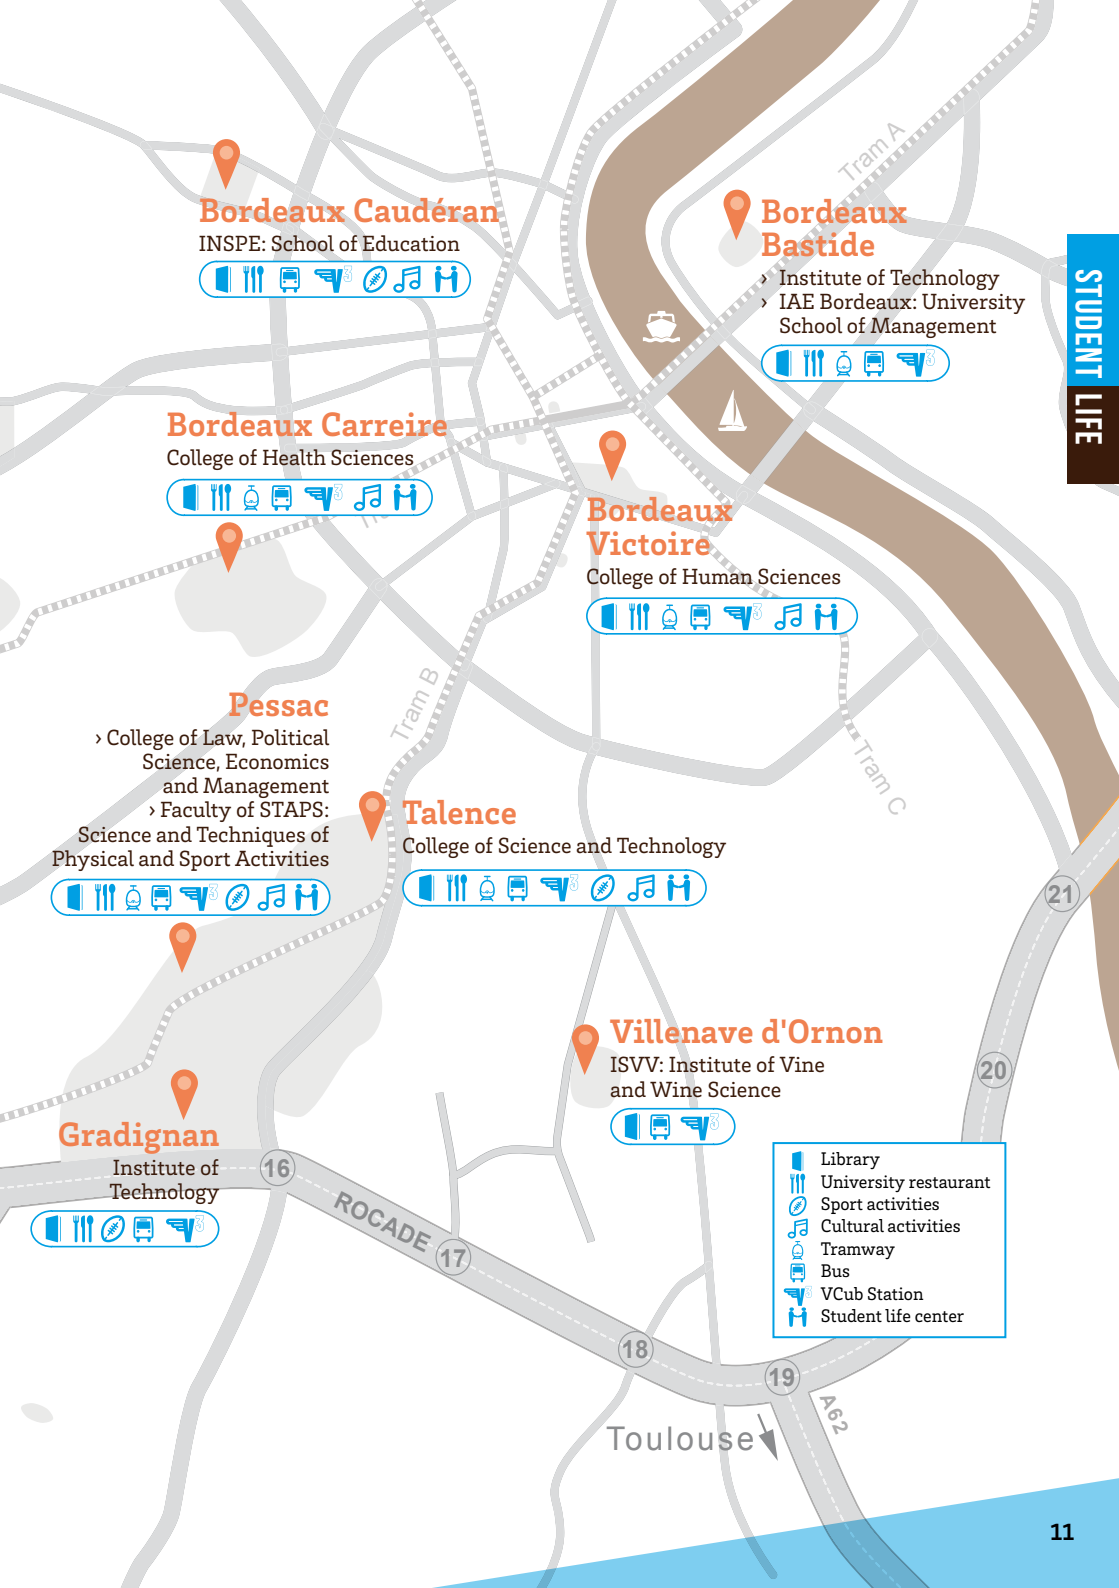 Tram A
Bordeaux Caudéran
INSPE: School of Education
Bordeaux
Bastide
› Institute of Technology
› IAE Bordeaux: University
School of Management
STUDENT LIFE
Bordeaux Carreire
College of Health Sciences
Bordeaux
Victoire
College of Human Sciences
Tram B
Tram C
Pessac
› College of Law, Political
Science, Economics
and Management
› Faculty of STAPS:
Science and Techniques of
Physical and Sport Activities
Talence
College of Science and Technology
21
20
Villenave d'Ornon
ISVV: Institute of Vine
and Wine Science
Gradignan
Institute of
Technology
16
ROCADE
17
18
19
A62
Toulouse
Library
University restaurant
Sport activities
Cultural activities
Tramway
Bus
VCub Station
Student life center
11